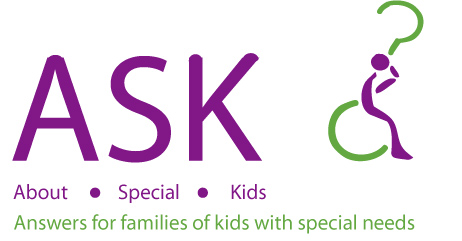 ASK
About • Special • Kids
Answers for families of kids with special needs